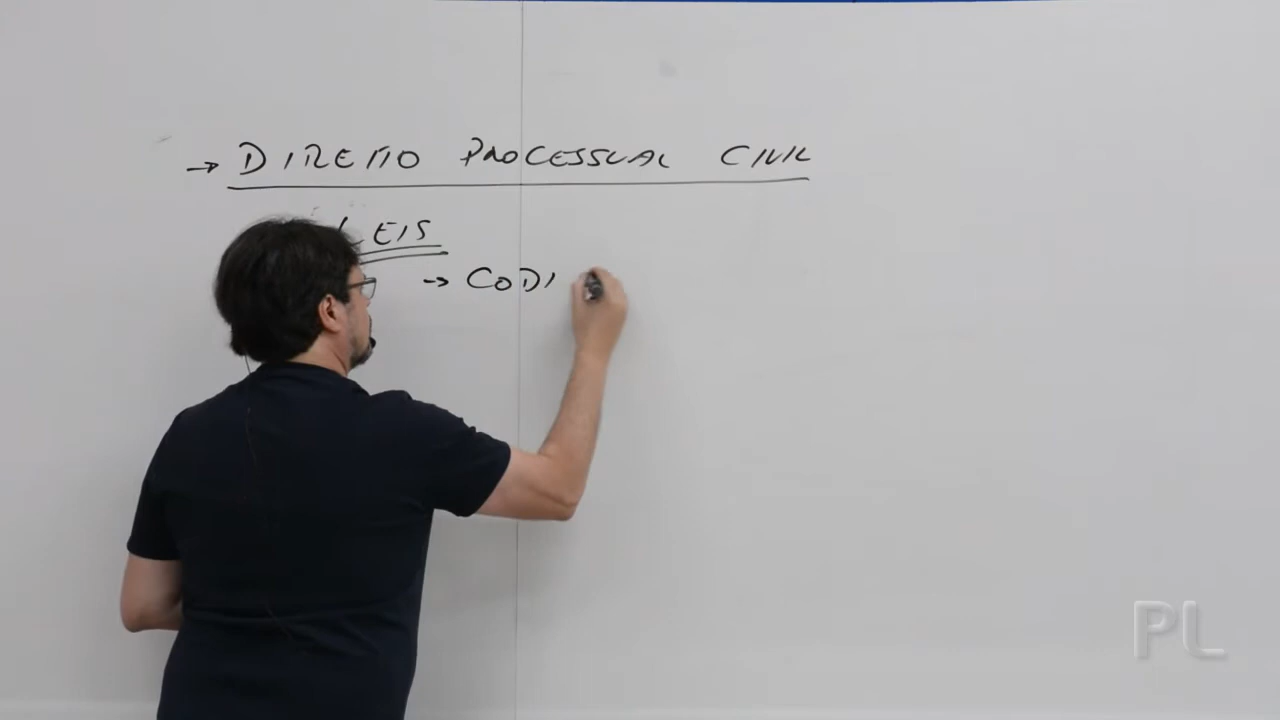 → DIREITO PROCESSUAL CIVIL
LEIS
→ CODI
PL